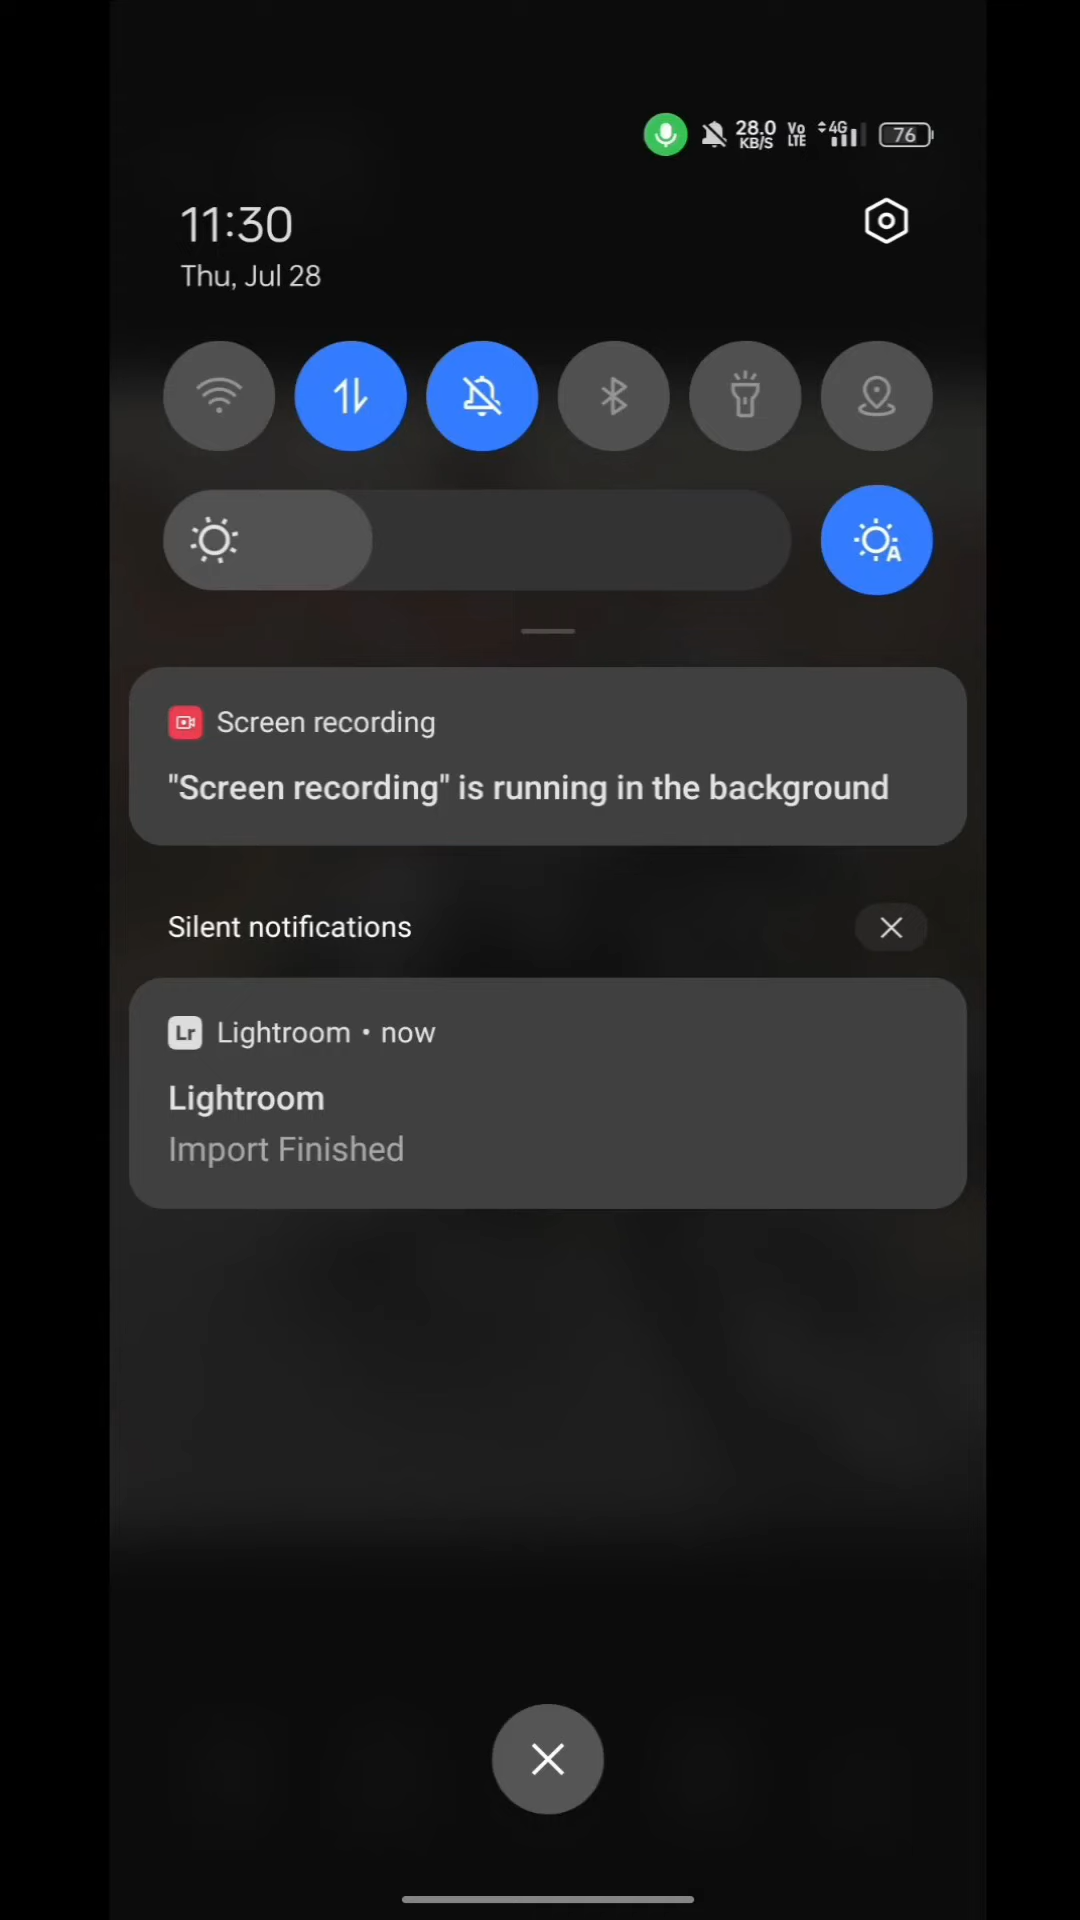 28.0 KB/S Vo LTE 4G 76
11:30
Thu, Jul 28
A
Screen recording
"Screen recording" is running in the background
Silent notifications
Lr Lightroom • now
Lightroom
Import Finished